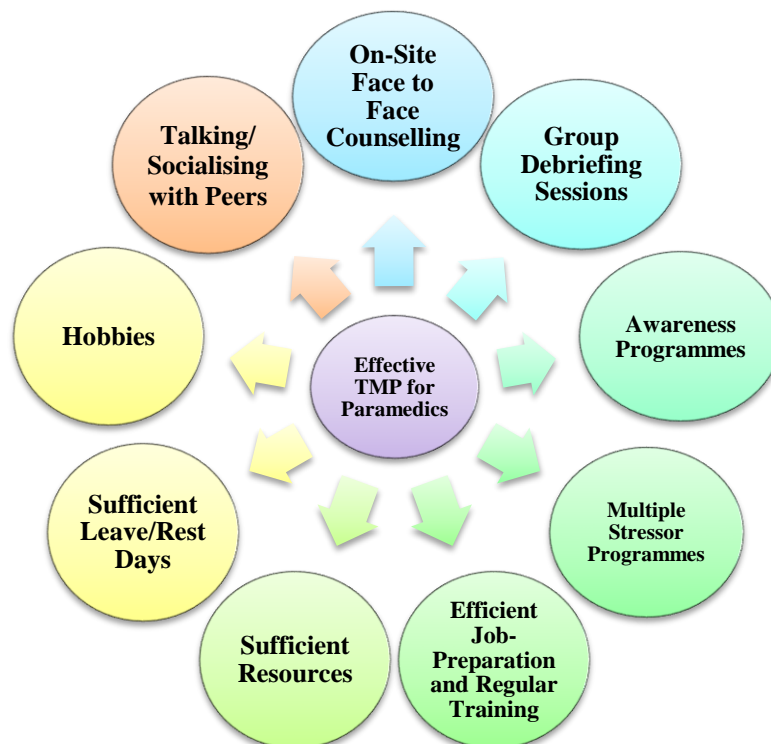 On-Site
Face to
Face
Counselling
Group
Debriefing
Sessions
Awareness
Programmes
Multiple
Stressor
Programmes
Efficient
Job-
Preparation
and Regular
Training
Sufficient
Resources
Sufficient
Leave/Rest
Days
Hobbies
Talking/
Socialising
with Peers
Effective
TMP for
Paramedics